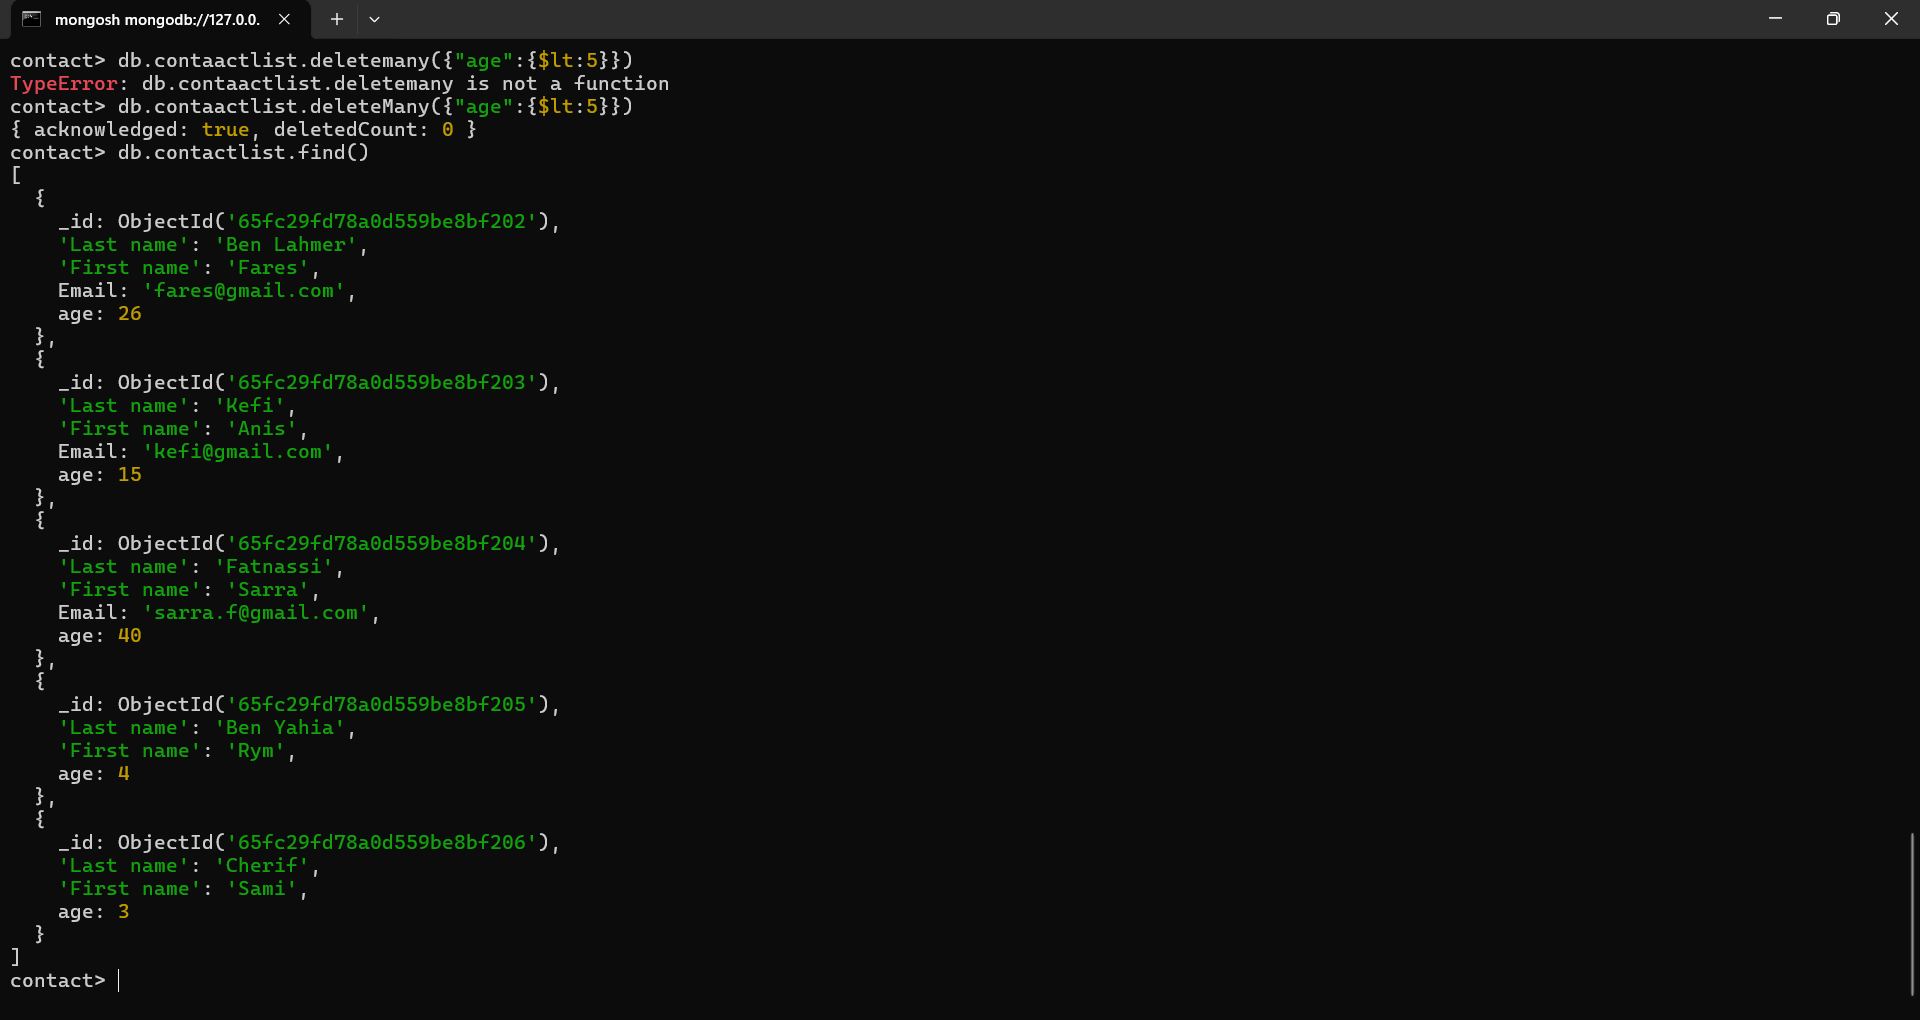 mongosh mongodb://127.0.0.
contact> db.contaactlist.deletemany({"age":{$lt:5}})
TypeError: db.contaactlist.deletemany is not a function
contact> db.contaactlist.deleteMany({"age":{$lt:5}})
{ acknowledged: true, deletedCount: 0 }
contact> db.contactlist.find()
[
  {
    _id: ObjectId('65fc29fd78a0d559be8bf202'),
    'Last name': 'Ben Lahmer',
    'First name': 'Fares',
    Email: 'fares@gmail.com',
    age: 26
  },
  {
    _id: ObjectId('65fc29fd78a0d559be8bf203'),
    'Last name': 'Kefi',
    'First name': 'Anis',
    Email: 'kefi@gmail.com',
    age: 15
  },
  {
    _id: ObjectId('65fc29fd78a0d559be8bf204'),
    'Last name': 'Fatnassi',
    'First name': 'Sarra',
    Email: 'sarra.f@gmail.com',
    age: 40
  },
  {
    _id: ObjectId('65fc29fd78a0d559be8bf205'),
    'Last name': 'Ben Yahia',
    'First name': 'Rym',
    age: 4
  },
  {
    _id: ObjectId('65fc29fd78a0d559be8bf206'),
    'Last name': 'Cherif',
    'First name': 'Sami',
    age: 3
  }
]
contact>